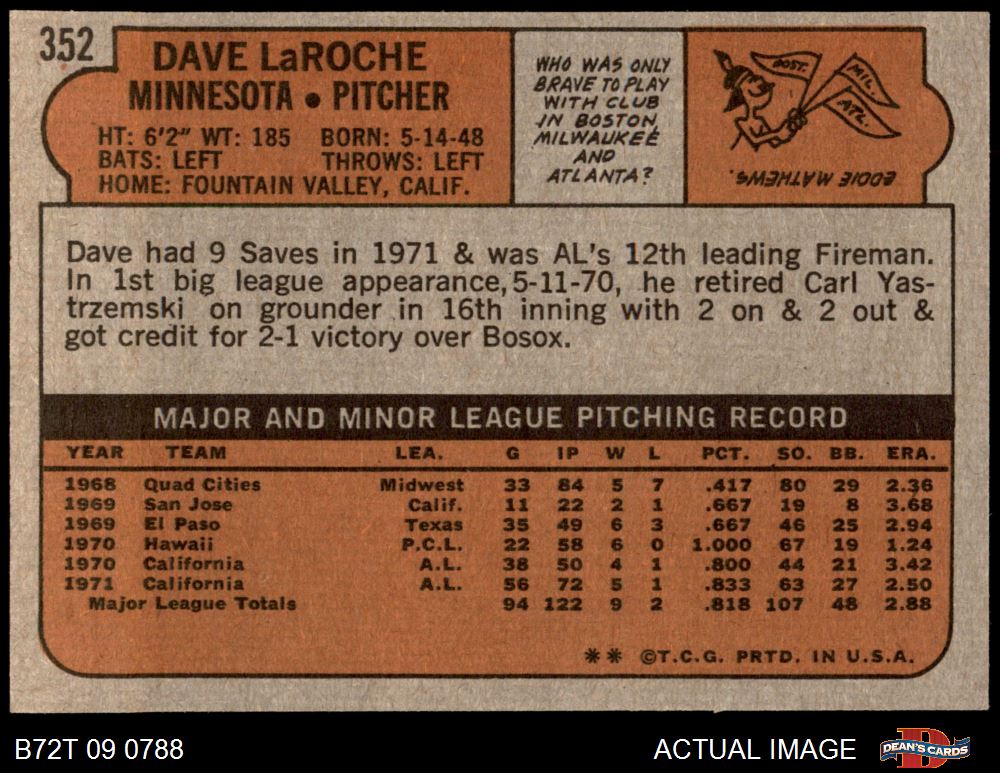 352
DAVE LaROCHE
MINNESOTA • PITCHER
HT: 6'2" WT: 185 BORN: 5-14-48
BATS: LEFT THROWS: LEFT
HOME: FOUNTAIN VALLEY, CALIF.
WHO WAS ONLY
BRAVE TO PLAY
WITH CLUB
IN BOSTON,
MILWAUKEE
AND
ATLANTA?
BOST.
MIL.
ATL.
EDDIE MATHEWS.
Dave had 9 Saves in 1971 & was AL's 12th leading Fireman.
In 1st big league appearance, 5-11-70, he retired Carl Yas-
trzemski on grounder in 16th inning with 2 on & 2 out &
got credit for 2-1 victory over Bosox.
MAJOR AND MINOR LEAGUE PITCHING RECORD
YEAR TEAM LEA. G IP W L PCT. SO. BB. ERA.
1968 Quad Cities Midwest 33 84 5 7 .417 80 29 2.36
1969 San Jose Calif. 11 22 2 1 .667 19 8 3.68
1969 El Paso Texas 35 49 6 3 .667 46 25 2.94
1970 Hawaii P.C.L. 22 58 6 0 1.000 67 19 1.24
1970 California A.L. 38 50 4 1 .800 44 21 3.42
1971 California A.L. 56 72 5 1 .833 63 27 2.50
Major League Totals 94 122 9 2 .818 107 48 2.88
** ©T.C.G. PRTD. IN U.S.A.
B72T 09 0788 ACTUAL IMAGE
DEAN'S CARDS